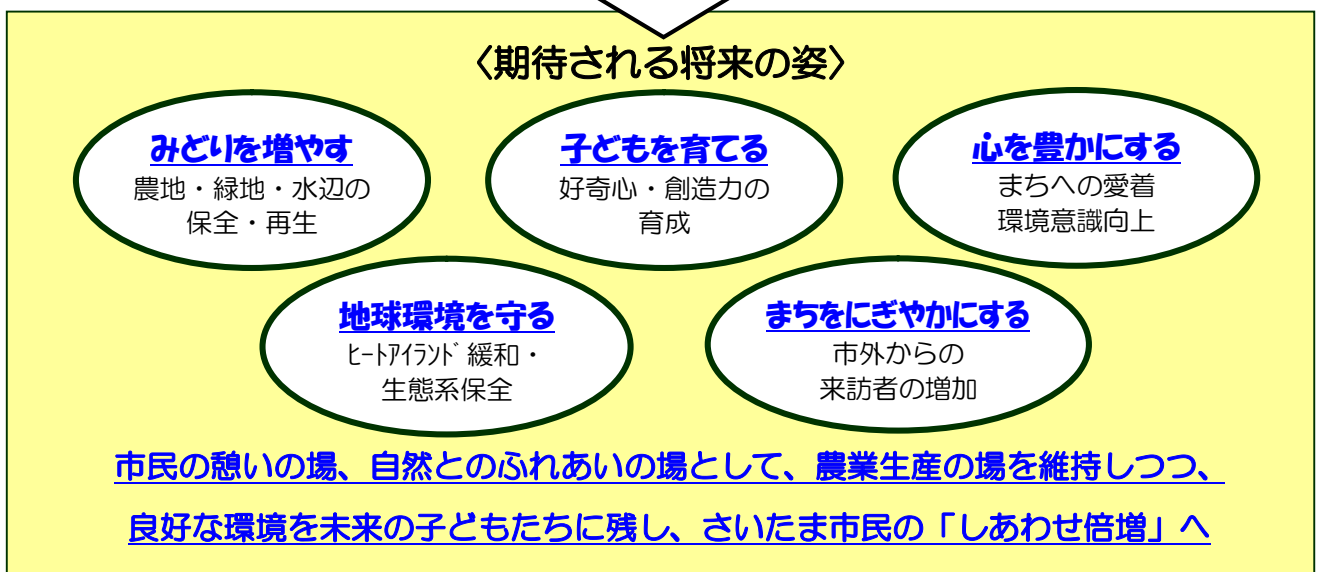 〈期待される将来の姿〉
みどりを増やす
農地・緑地・水辺の
保全・再生
子どもを育てる
好奇心・創造力の
育成
心を豊かにする
まちへの愛着
環境意識向上
地球環境を守る
ﾋｰﾄｱｲﾗﾝﾄﾞ緩和・
生態系保全
まちをにぎやかにする
市外からの
来訪者の増加
市民の憩いの場、自然とのふれあいの場として、農業生産の場を維持しつつ、
良好な環境を未来の子どもたちに残し、さいたま市民の「しあわせ倍増」へ